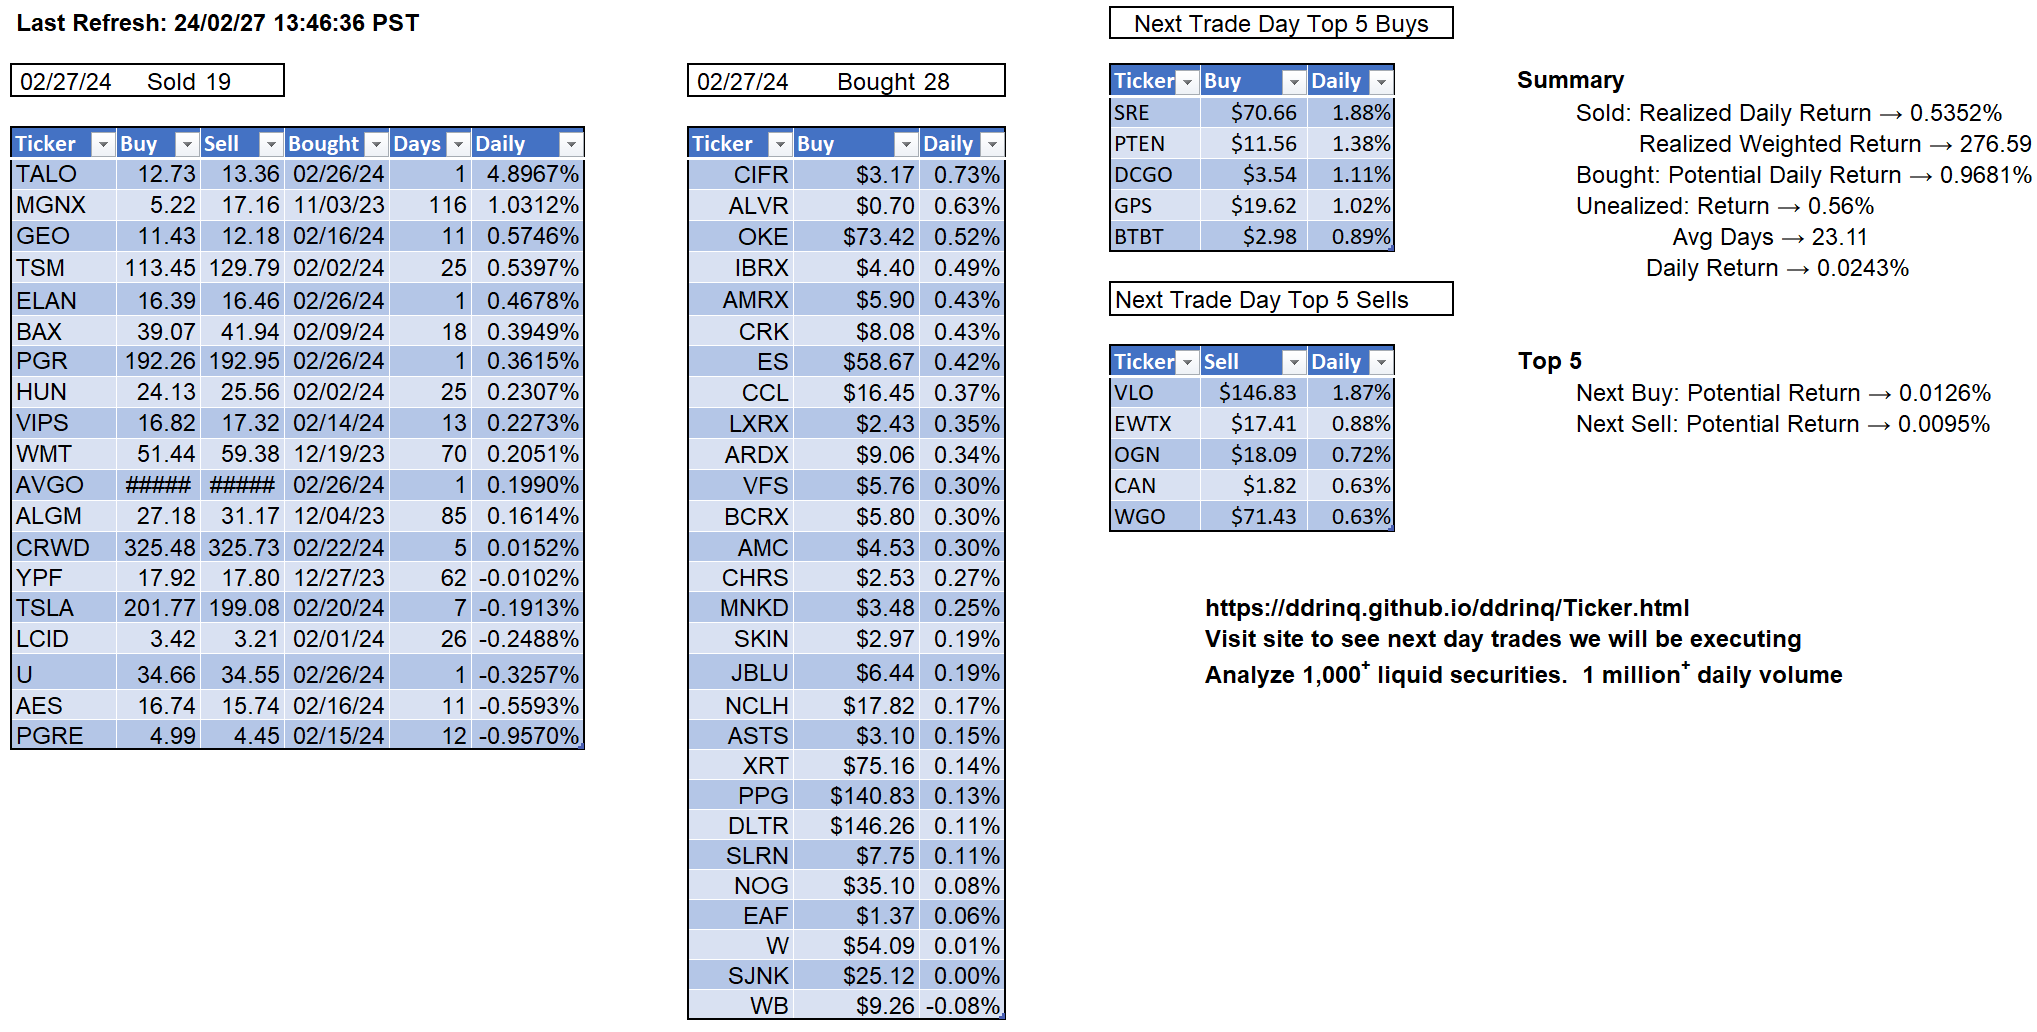 Last Refresh: 24/02/27 13:46:36 PST
02/27/24 Sold 19
Ticker Buy Sell Bought Days Daily
TALO 12.73 13.36 02/26/24 1 4.8967%
MGNX 5.22 17.16 11/03/23 116 1.0312%
GEO 11.43 12.18 02/16/24 11 0.5746%
TSM 113.45 129.79 02/02/24 25 0.5397%
ELAN 16.39 16.46 02/26/24 1 0.4678%
BAX 39.07 41.94 02/09/24 18 0.3949%
PGR 192.26 192.95 02/26/24 1 0.3615%
HUN 24.13 25.56 02/02/24 25 0.2307%
VIPS 16.82 17.32 02/14/24 13 0.2273%
WMT 51.44 59.38 12/19/23 70 0.2051%
AVGO ##### ##### 02/26/24 1 0.1990%
ALGM 27.18 31.17 12/04/23 85 0.1614%
CRWD 325.48 325.73 02/22/24 5 0.0152%
YPF 17.92 17.80 12/27/23 62 -0.0102%
TSLA 201.77 199.08 02/20/24 7 -0.1913%
LCID 3.42 3.21 02/01/24 26 -0.2488%
U 34.66 34.55 02/26/24 1 -0.3257%
AES 16.74 15.74 02/16/24 11 -0.5593%
PGRE 4.99 4.45 02/15/24 12 -0.9570%
02/27/24 Bought 28
Ticker Buy Daily
CIFR $3.17 0.73%
ALVR $0.70 0.63%
OKE $73.42 0.52%
IBRX $4.40 0.49%
AMRX $5.90 0.43%
CRK $8.08 0.43%
ES $58.67 0.42%
CCL $16.45 0.37%
LXRX $2.43 0.35%
ARDX $9.06 0.34%
VFS $5.76 0.30%
BCRX $5.80 0.30%
AMC $4.53 0.30%
CHRS $2.53 0.27%
MNKD $3.48 0.25%
SKIN $2.97 0.19%
JBLU $6.44 0.19%
NCLH $17.82 0.17%
ASTS $3.10 0.15%
XRT $75.16 0.14%
PPG $140.83 0.13%
DLTR $146.26 0.11%
SLRN $7.75 0.11%
NOG $35.10 0.08%
EAF $1.37 0.06%
W $54.09 0.01%
SJNK $25.12 0.00%
WB $9.26 -0.08%
Next Trade Day Top 5 Buys
Ticker Buy Daily
SRE $70.66 1.88%
PTEN $11.56 1.38%
DCGO $3.54 1.11%
GPS $19.62 1.02%
BTBT $2.98 0.89%
Next Trade Day Top 5 Sells
Ticker Sell Daily
VLO $146.83 1.87%
EWTX $17.41 0.88%
OGN $18.09 0.72%
CAN $1.82 0.63%
WGO $71.43 0.63%
Summary
Sold: Realized Daily Return → 0.5352%
Realized Weighted Return → 276.59
Bought: Potential Daily Return → 0.9681%
Unealized: Return → 0.56%
Avg Days → 23.11
Daily Return → 0.0243%
Top 5
Next Buy: Potential Return → 0.0126%
Next Sell: Potential Return → 0.0095%
https://ddrinq.github.io/ddrinq/Ticker.html
Visit site to see next day trades we will be executing
Analyze 1,000+ liquid securities. 1 million+ daily volume